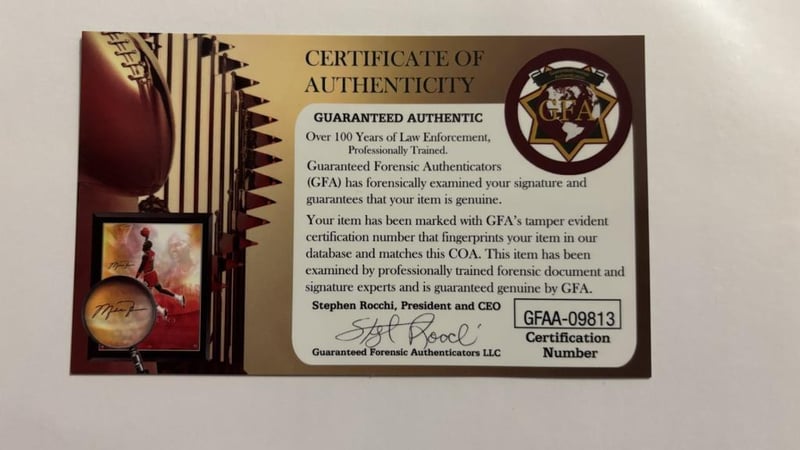 CERTIFICATE OF
AUTHENTICITY
GFA
GUARANTEED AUTHENTIC
Over 100 Years of Law Enforcement,
Professionally Trained.
Guaranteed Forensic Authenticators
(GFA) has forensically examined your signature and
guarantees that your item is genuine.
Your item has been marked with GFA's tamper evident
certification number that fingerprints your item in our
database and matches this COA. This item has been
examined by professionally trained forensic document and
signature experts and is guaranteed genuine by GFA.
Stephen Rocchi, President and CEO
Guaranteed Forensic Authenticators LLC
GFAA-09813
Certification
Number